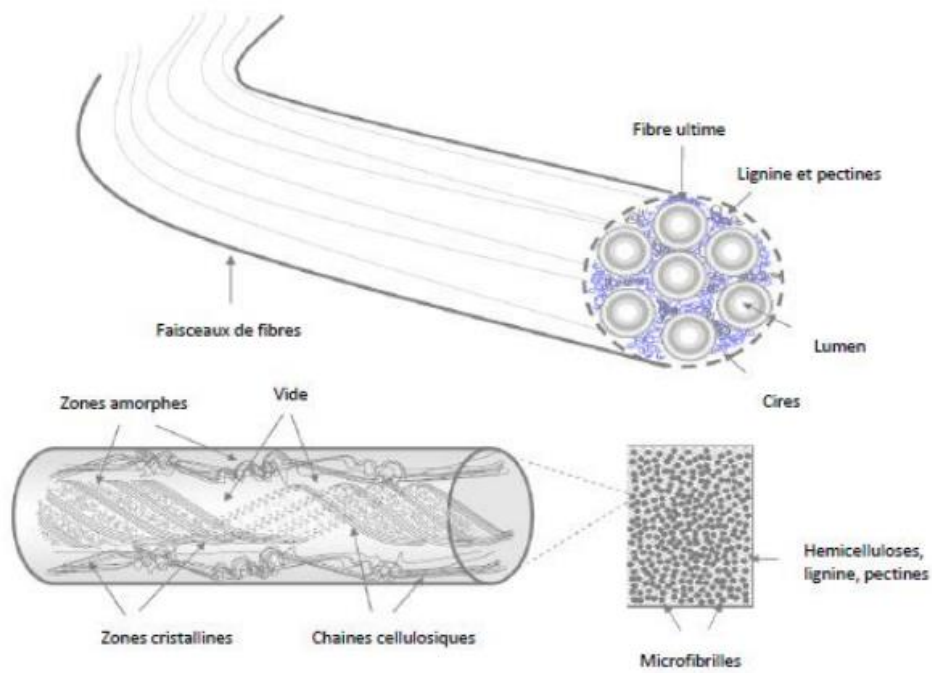 Fibre ultime
Lignine et pectines
Faisceaux de fibres
Lumen
Cires
Zones amorphes
Vide
Hemicelluloses,
lignine, pectines
Zones cristallines
Chaines cellulosiques
Microfibrilles